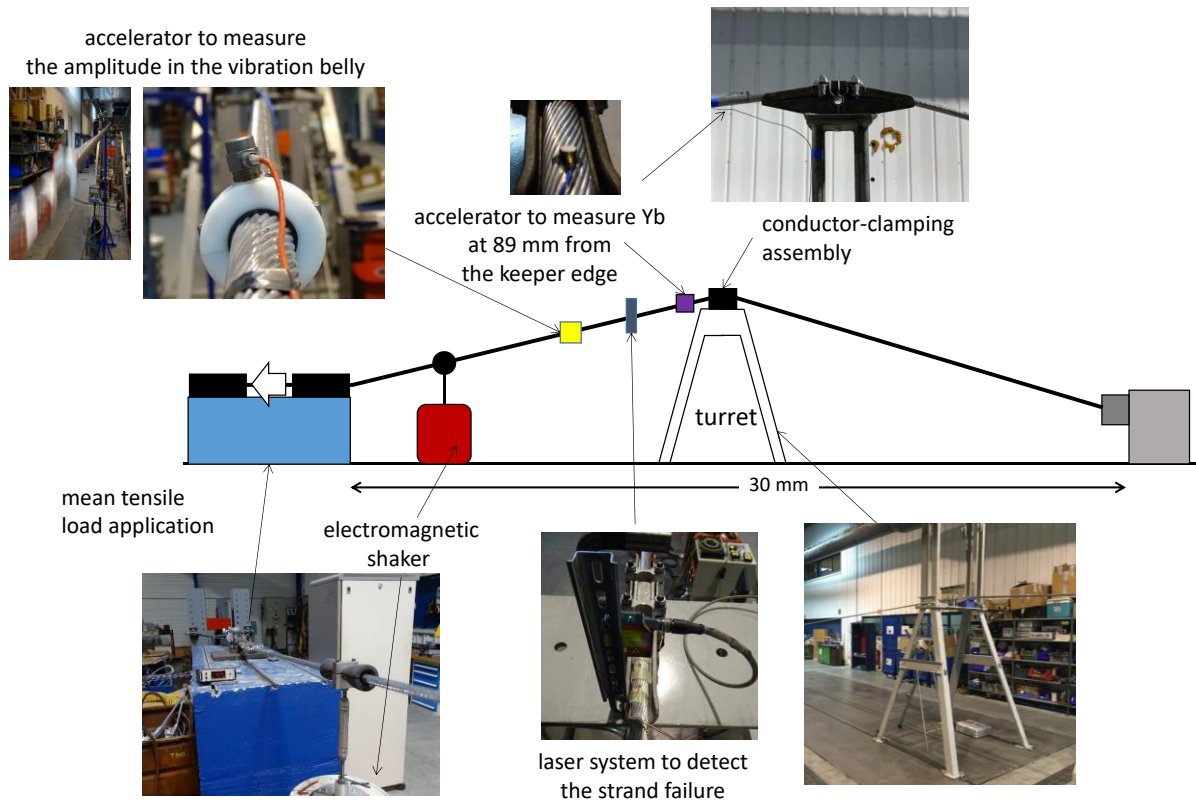 accelerator to measure
the amplitude in the vibration belly
accelerator to measure Yb
at 89 mm from
the keeper edge
conductor-clamping
assembly
turret
30 mm
mean tensile
load application
electromagnetic
shaker
laser system to detect
the strand failure